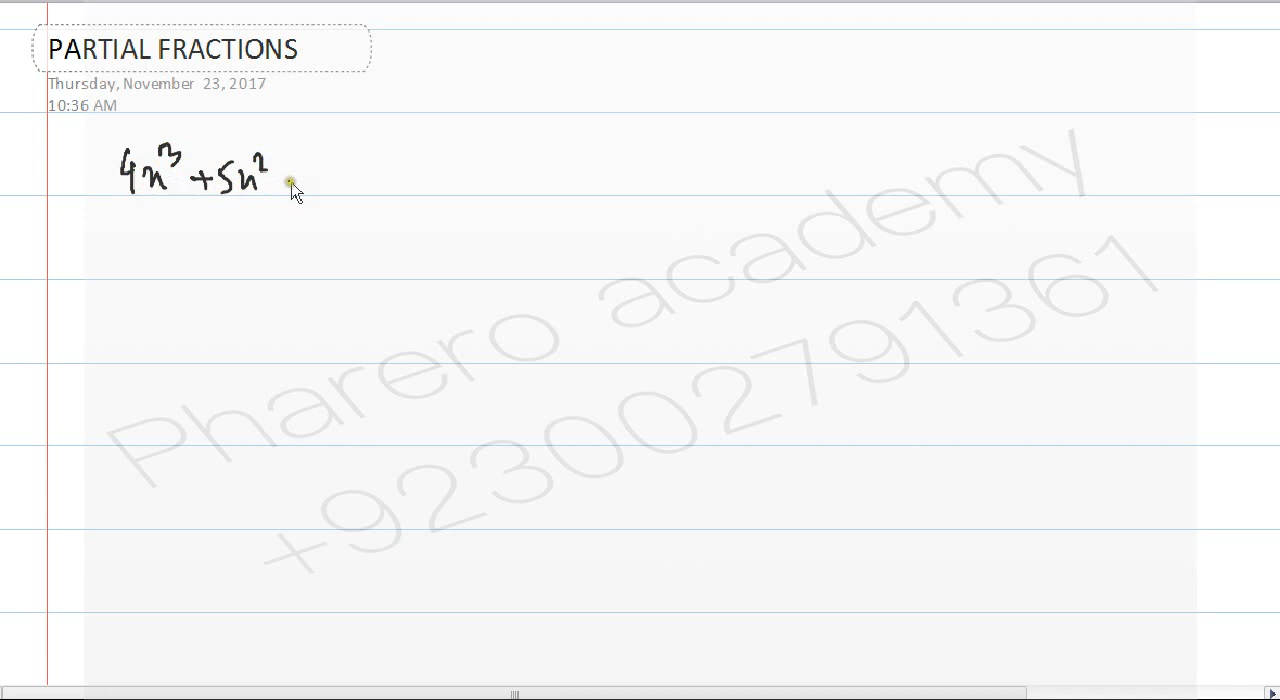 PARTIAL FRACTIONS
Thursday, November 23, 2017
10:36 AM
4x³ + 5x²
Pharero academy
+923002791361